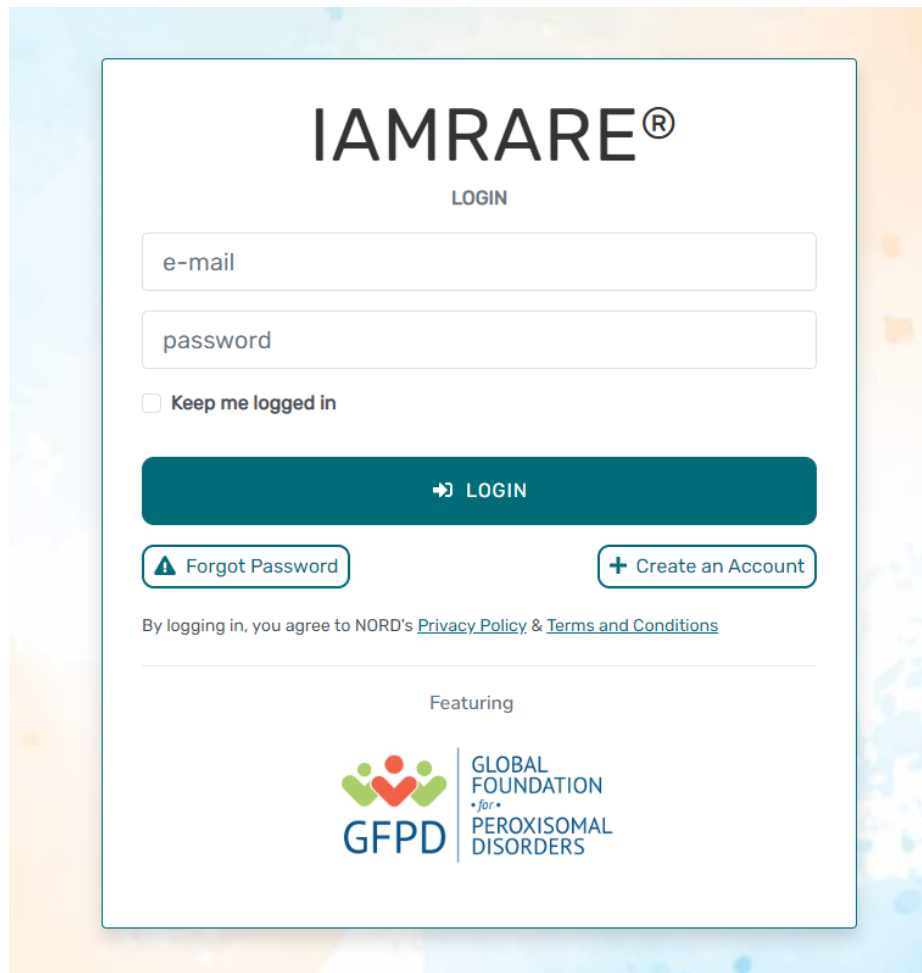 IAMRARE®
LOGIN
e-mail
password
Keep me logged in
LOGIN
Forgot Password
Create an Account
By logging in, you agree to NORD's Privacy Policy & Terms and Conditions
Featuring
GFPD
GLOBAL
FOUNDATION
•for•
PEROXISOMAL
DISORDERS